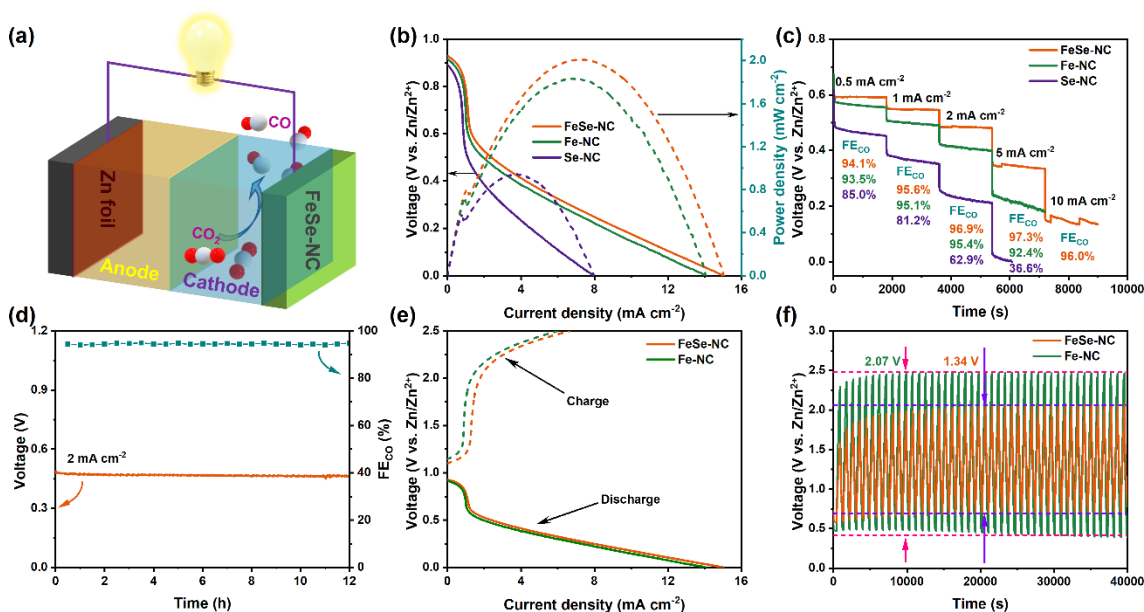 (a)
CO
CO2
Zn foil
Anode
Cathode
FeSe-NC
(b)
1.0
0.8
0.6
0.4
0.2
0.0
Voltage (V vs. Zn/Zn2+)
FeSe-NC
Fe-NC
Se-NC
2.0
1.6
1.2
0.8
0.4
0.0
Power density (mW cm-2)
0 4 8 12 16
Current density (mA cm-2)
(c)
0.8
0.6
0.4
0.2
0.0
Voltage (V vs. Zn/Zn2+)
FeSe-NC
Fe-NC
Se-NC
0.5 mA cm-2
1 mA cm-2
2 mA cm-2
5 mA cm-2
10 mA cm-2
FECO
94.1%
93.5%
85.0%
FECO
95.6%
95.1%
81.2%
FECO
96.9%
95.4%
62.9%
FECO
97.3%
92.4%
36.6%
FECO
96.0%
0 2000 4000 6000 8000 10000
Time (s)
(d)
1.2
0.9
0.6
0.3
0.0
Voltage (V)
2 mA cm-2
100
80
60
40
20
0
FECO (%)
0 2 4 6 8 10 12
Time (h)
(e)
2.5
2.0
1.5
1.0
0.5
0.0
Voltage (V vs. Zn/Zn2+)
FeSe-NC
Fe-NC
Charge
Discharge
0 4 8 12 16
Current density (mA cm-2)
(f)
3.0
2.5
2.0
1.5
1.0
0.5
0.0
Voltage (V vs. Zn/Zn2+)
FeSe-NC
Fe-NC
2.07 V
1.34 V
0 10000 20000 30000 40000
Time (s)